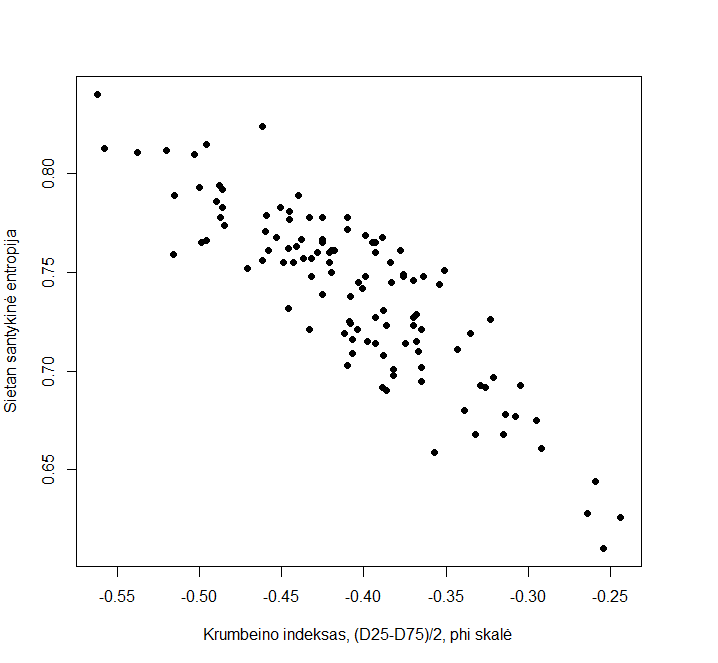 Sietan santykinė entropija
0.80
0.75
0.70
0.65
-0.55 -0.50 -0.45 -0.40 -0.35 -0.30 -0.25
Krumbeino indeksas, (D25-D75)/2, phi skalė